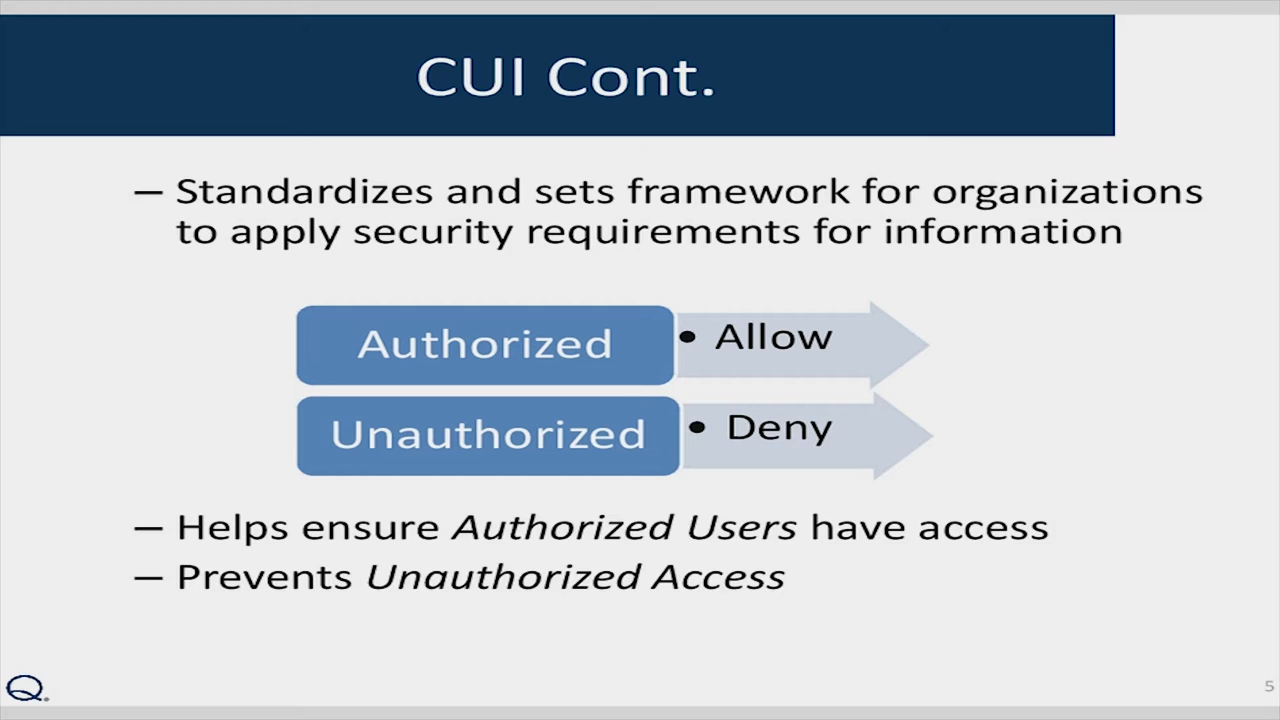 CUI Cont.
– Standardizes and sets framework for organizations
to apply security requirements for information
Authorized
• Allow
Unauthorized
• Deny
– Helps ensure Authorized Users have access
– Prevents Unauthorized Access
Q.
5